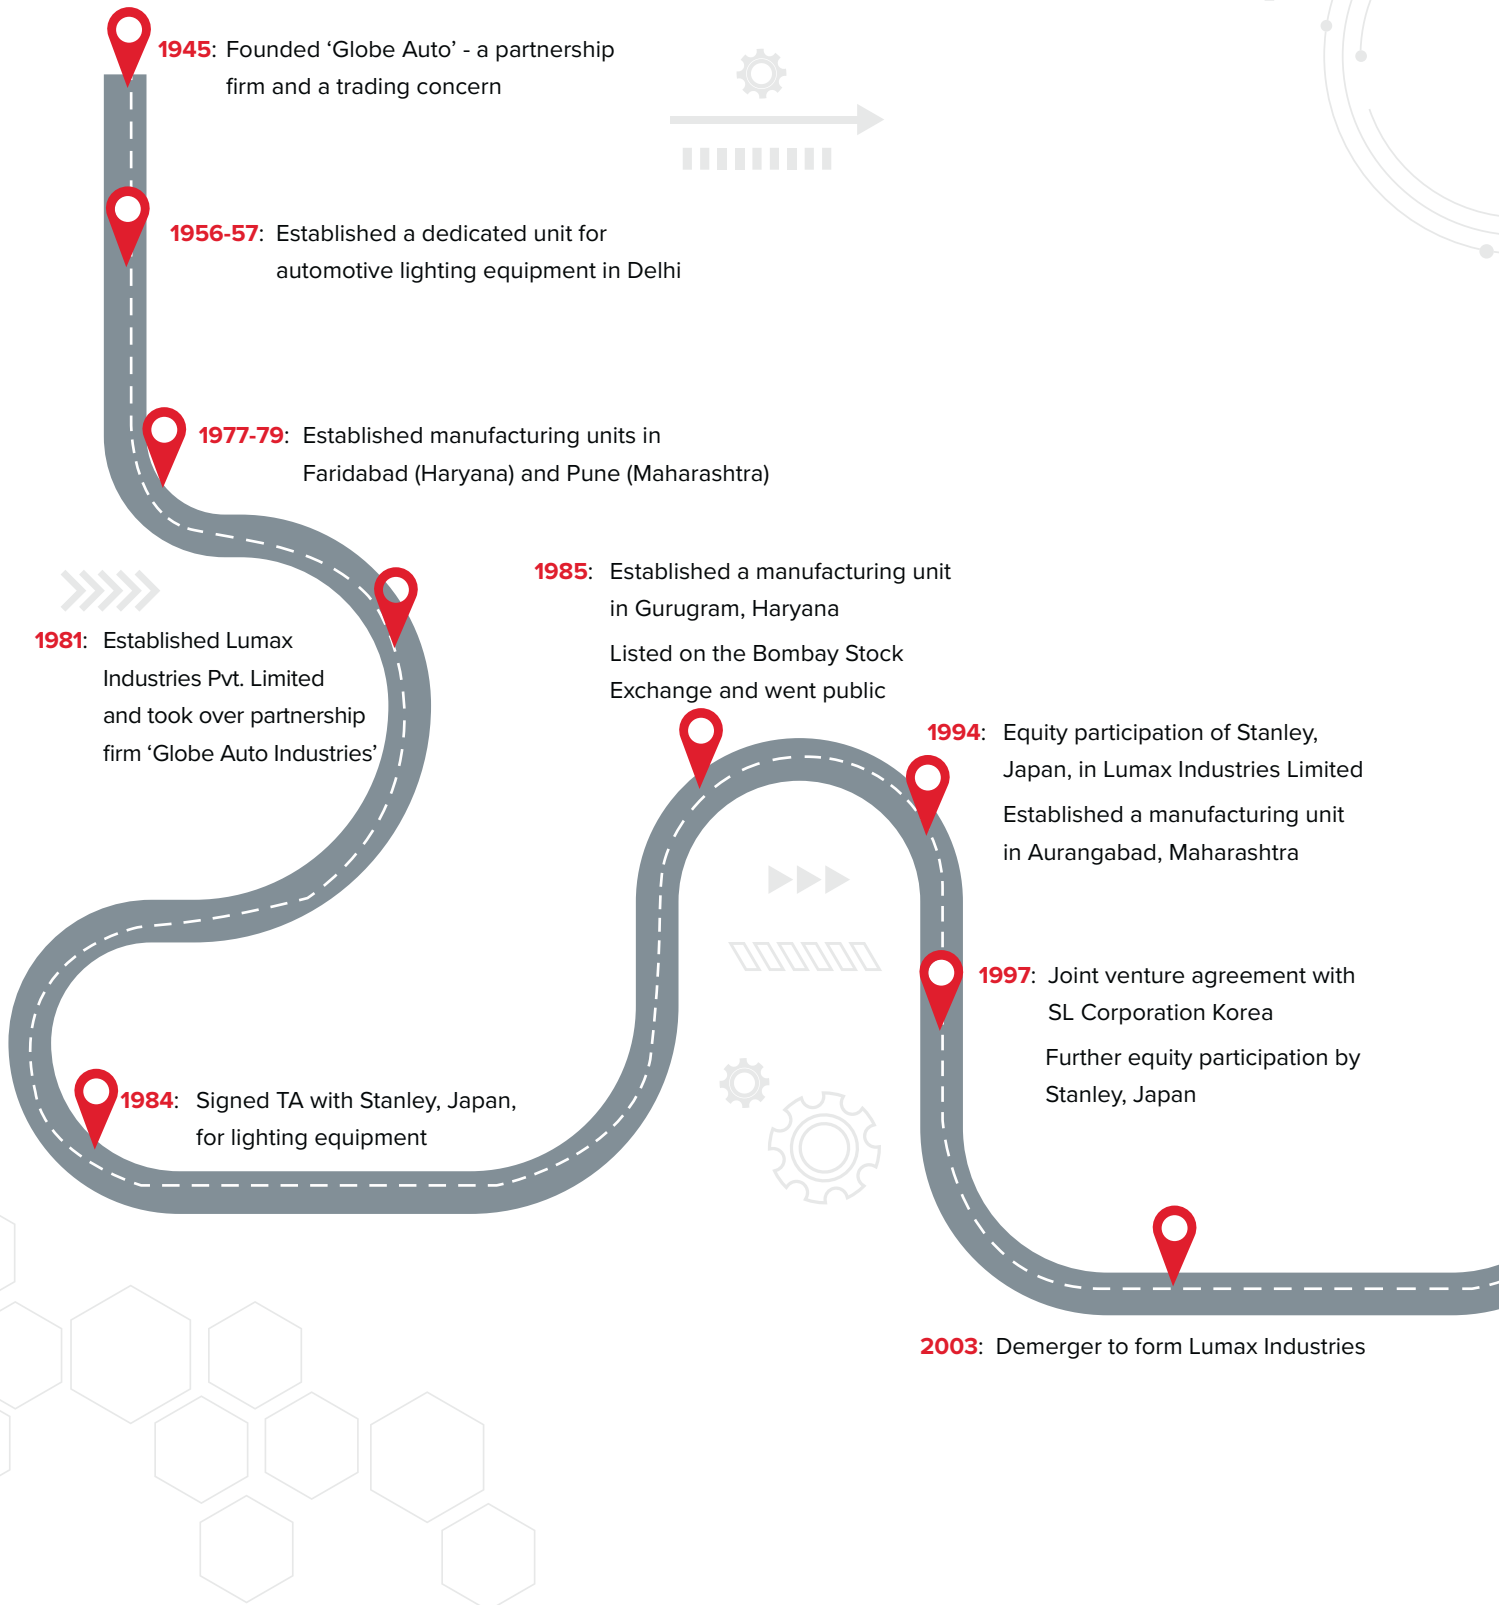 1945: Founded ‘Globe Auto’ - a partnership
firm and a trading concern
1956-57: Established a dedicated unit for
automotive lighting equipment in Delhi
1977-79: Established manufacturing units in
Faridabad (Haryana) and Pune (Maharashtra)
1981: Established Lumax
Industries Pvt. Limited
and took over partnership
firm ‘Globe Auto Industries’
1984: Signed TA with Stanley, Japan,
for lighting equipment
1985: Established a manufacturing unit
in Gurugram, Haryana
Listed on the Bombay Stock
Exchange and went public
1994: Equity participation of Stanley,
Japan, in Lumax Industries Limited
Established a manufacturing unit
in Aurangabad, Maharashtra
1997: Joint venture agreement with
SL Corporation Korea
Further equity participation by
Stanley, Japan
2003: Demerger to form Lumax Industries